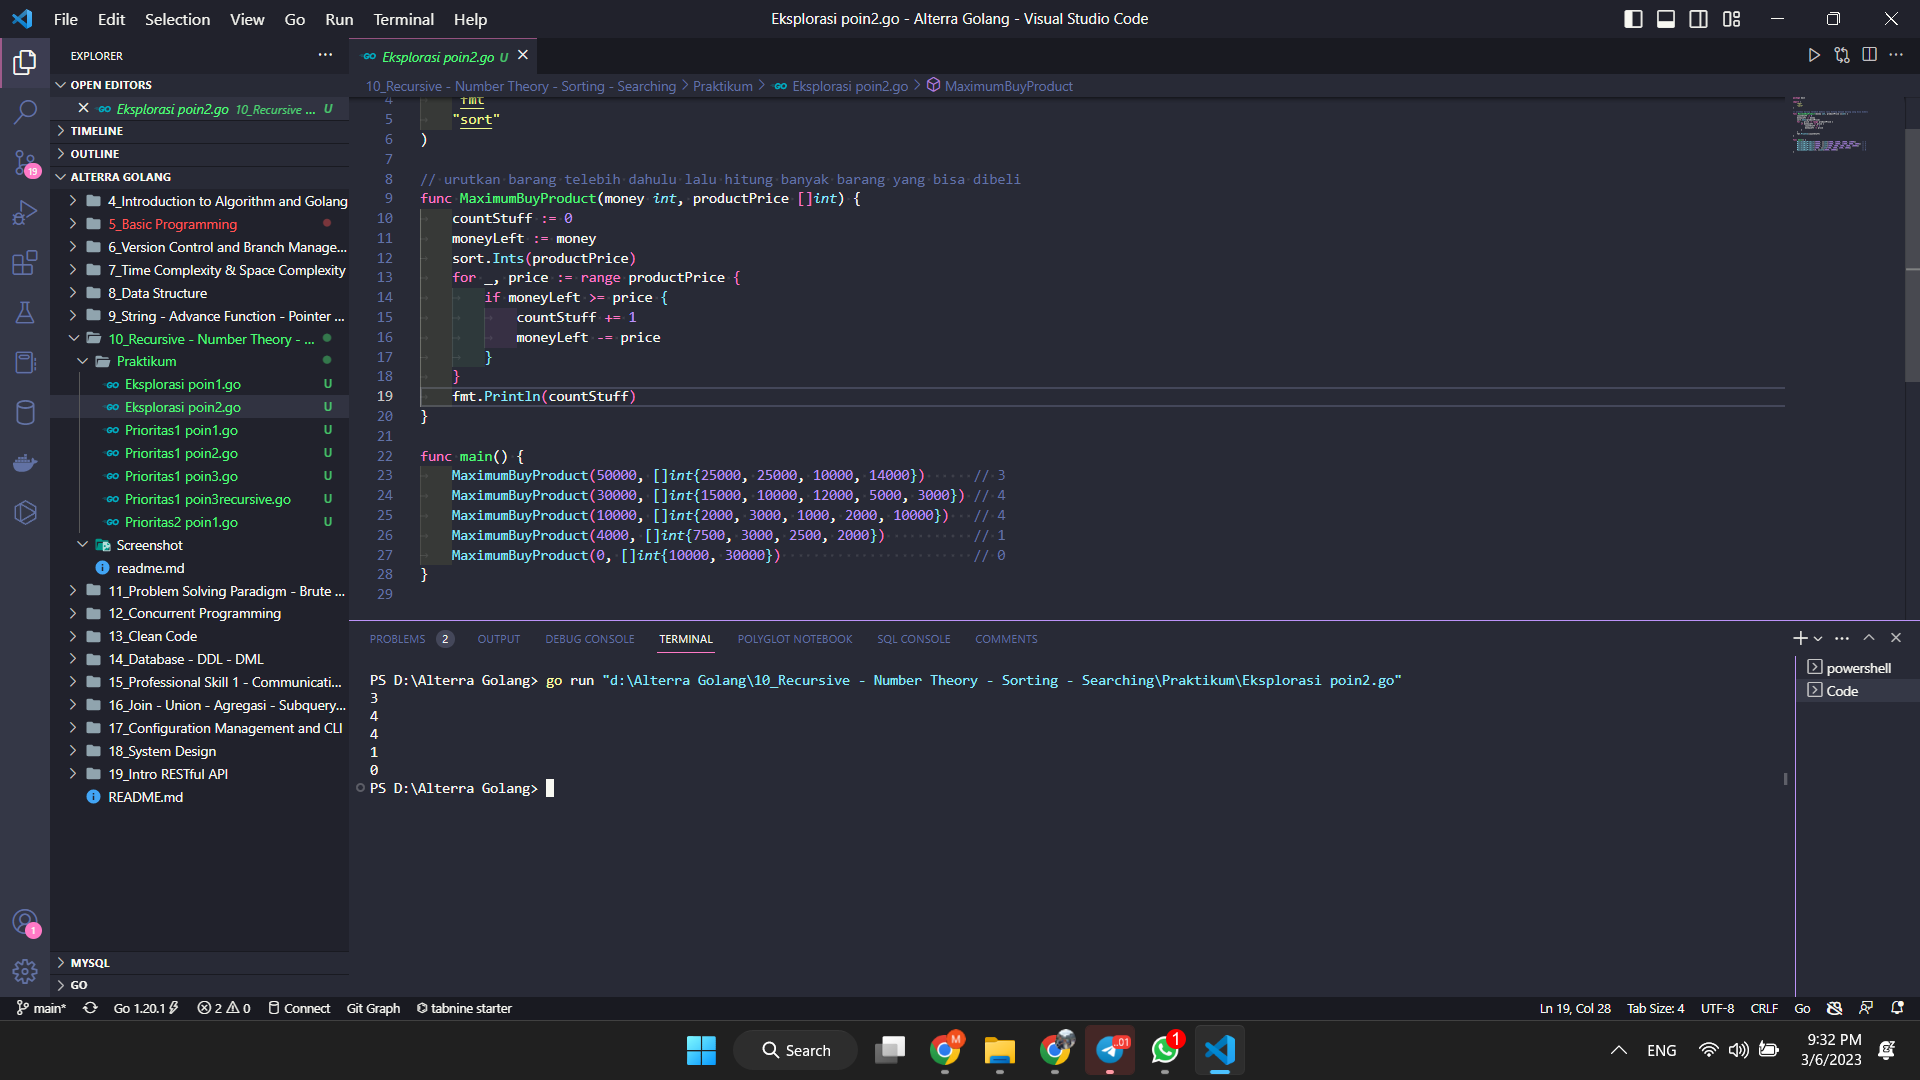 File Edit Selection View Go Run Terminal Help
Eksplorasi poin2.go - Alterra Golang - Visual Studio Code
EXPLORER
OPEN EDITORS
Eksplorasi poin2.go 10_Recursive ... U
TIMELINE
OUTLINE
ALTERRA GOLANG
4_Introduction to Algorithm and Golang
5_Basic Programming
6_Version Control and Branch Manage...
7_Time Complexity & Space Complexity
8_Data Structure
9_String - Advance Function - Pointer ...
10_Recursive - Number Theory - ...
Praktikum
Eksplorasi poin1.go U
Eksplorasi poin2.go U
Prioritas1 poin1.go U
Prioritas1 poin2.go U
Prioritas1 poin3.go U
Prioritas1 poin3recursive.go U
Prioritas2 poin1.go U
Screenshot
readme.md
11_Problem Solving Paradigm - Brute ...
12_Concurrent Programming
13_Clean Code
14_Database - DDL - DML
15_Professional Skill 1 - Communicati...
16_Join - Union - Agregasi - Subquery...
17_Configuration Management and CLI
18_System Design
19_Intro RESTful API
README.md
MYSQL
GO
19
1
Eksplorasi poin2.go U
10_Recursive - Number Theory - Sorting - Searching > Praktikum > Eksplorasi poin2.go > MaximumBuyProduct
4 "fmt"
5 "sort"
6 )
7
8 // urutkan barang telebih dahulu lalu hitung banyak barang yang bisa dibeli
9 func MaximumBuyProduct(money int, productPrice []int) {
10 countStuff := 0
11 moneyLeft := money
12 sort.Ints(productPrice)
13 for _, price := range productPrice {
14 if moneyLeft >= price {
15 countStuff += 1
16 moneyLeft -= price
17 }
18 }
19 fmt.Println(countStuff)
20 }
21
22 func main() {
23 MaximumBuyProduct(50000, []int{25000, 25000, 10000, 14000}) // 3
24 MaximumBuyProduct(30000, []int{15000, 10000, 12000, 5000, 3000}) // 4
25 MaximumBuyProduct(10000, []int{2000, 3000, 1000, 2000, 10000}) // 4
26 MaximumBuyProduct(4000, []int{7500, 3000, 2500, 2000}) // 1
27 MaximumBuyProduct(0, []int{10000, 30000}) // 0
28 }
29
PROBLEMS 2 OUTPUT DEBUG CONSOLE TERMINAL POLYGLOT NOTEBOOK SQL CONSOLE COMMENTS
PS D:\Alterra Golang> go run "d:\Alterra Golang\10_Recursive - Number Theory - Sorting - Searching\Praktikum\Eksplorasi poin2.go"
3
4
4
1
0
PS D:\Alterra Golang>
powershell
Code
main* Go 1.20.1 2 0 Connect Git Graph tabnine starter
Ln 19, Col 28 Tab Size: 4 UTF-8 CRLF Go
Search
M
.01
1
ENG
9:32 PM
3/6/2023